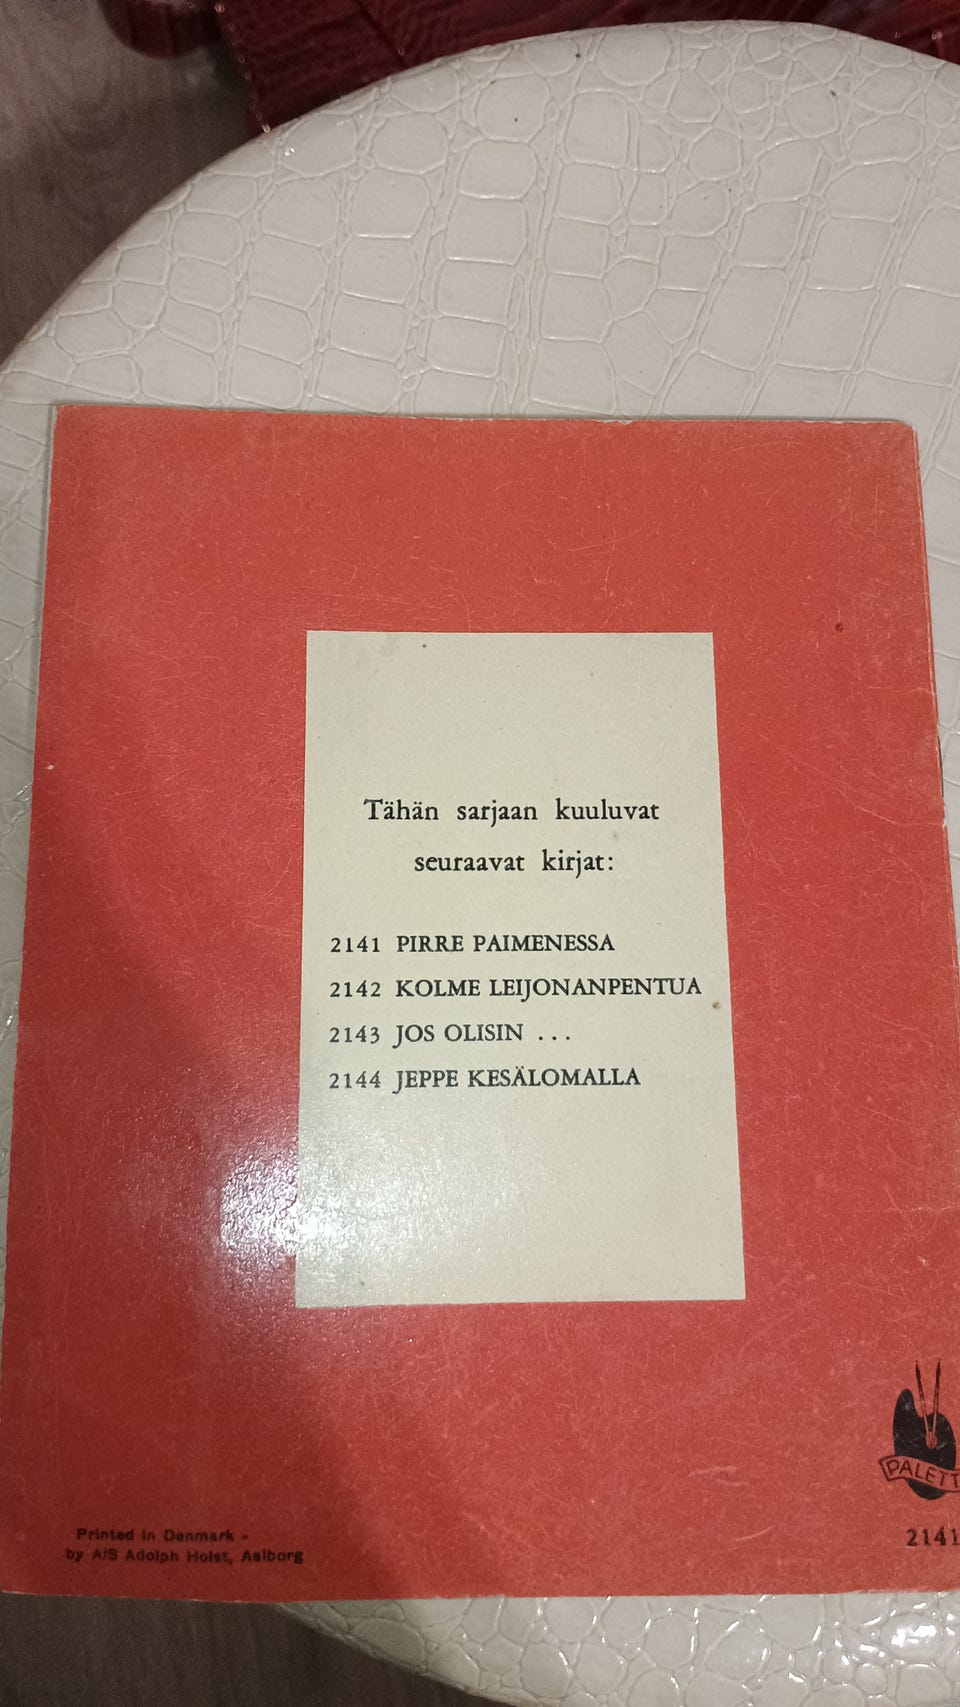 Tähän sarjaan kuuluvat
seuraavat kirjat:
2141 PIRRE PAIMENESSA
2142 KOLME LEIJONANPENTUA
2143 JOS OLISIN ...
2144 JEPPE KESÄLOMALLA
PALETT
2141
Printed in Denmark -
by A/S Adolph Holst, Aalborg